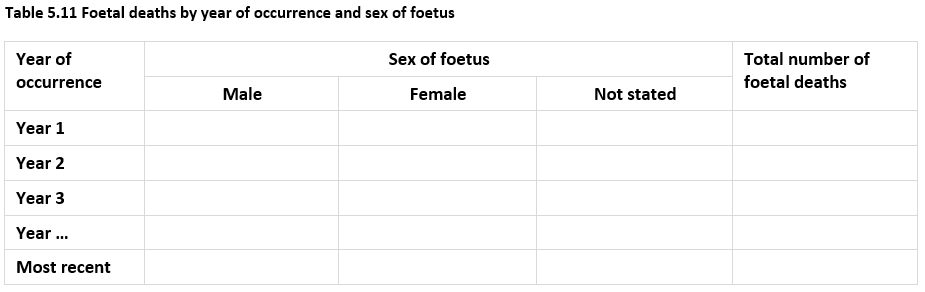 Table 5.11 Foetal deaths by year of occurrence and sex of foetus
Year of
occurrence
Sex of foetus
Total number of
foetal deaths
Male
Female
Not stated
Year 1
Year 2
Year 3
Year ...
Most recent